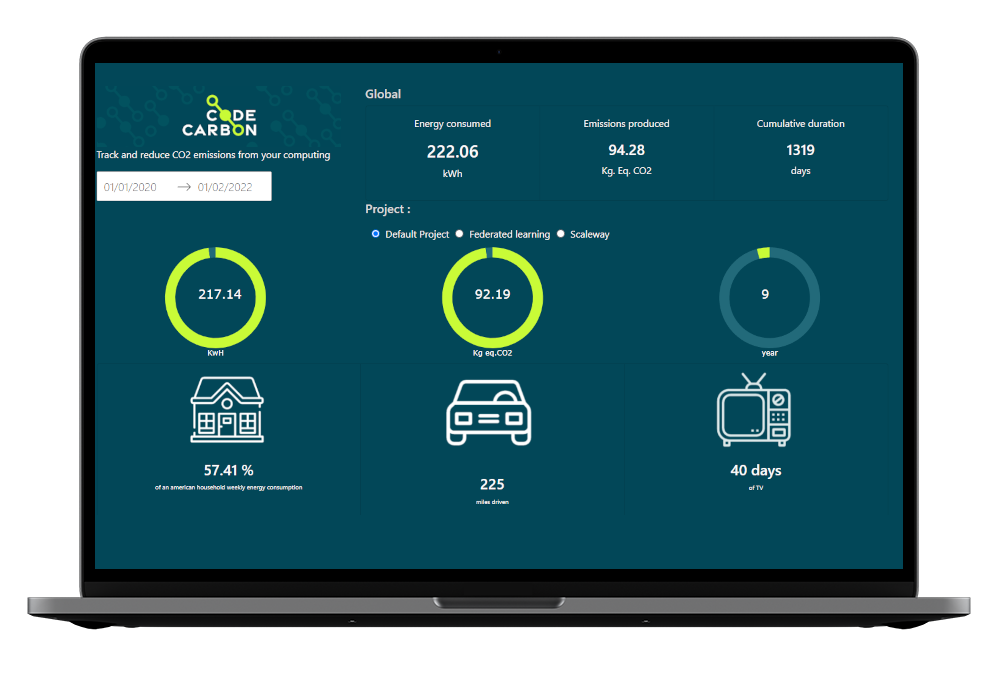 CODE
CARBON
Track and reduce CO2 emissions from your computing
01/01/2020 → 01/02/2022
Global
Energy consumed
222.06
kWh
Emissions produced
94.28
Kg. Eq. CO2
Cumulative duration
1319
days
Project :
Default Project Federated learning Scaleway
217.14
KwH
92.19
Kg eq.CO2
9
year
57.41 %
of an american household weekly energy consumption
225
miles driven
40 days
of TV